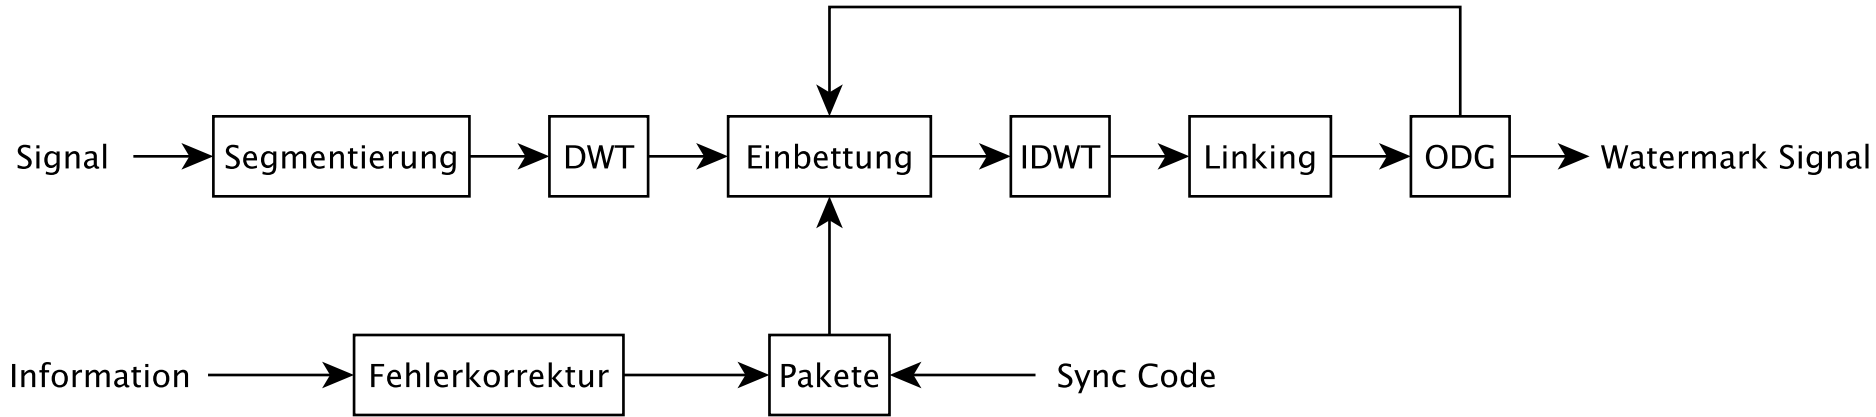 Signal Segmentierung DWT Einbettung IDWT Linking ODG Watermark Signal
Information Fehlerkorrektur Pakete Sync Code